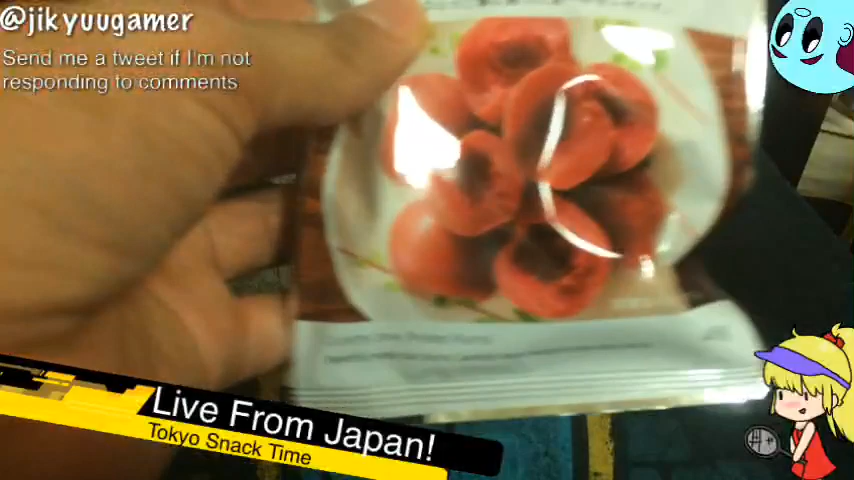 @jikyuugamer
Send me a tweet if I'm not
responding to comments
Live From Japan!
Tokyo Snack Time